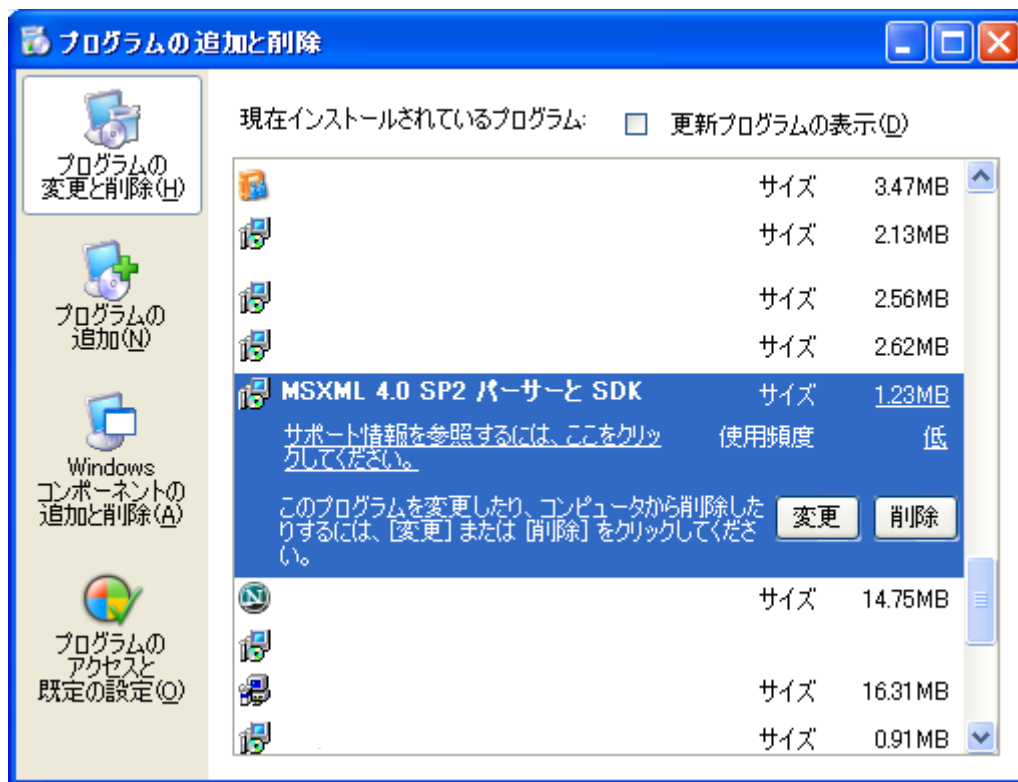 プログラムの追加と削除
プログラムの
変更と削除(H)
プログラムの
追加(N)
Windows
コンポーネントの
追加と削除(A)
プログラムの
アクセスと
既定の設定(O)
現在インストールされているプログラム: 更新プログラムの表示(D)
サイズ 3.47MB
サイズ 2.13MB
サイズ 2.56MB
サイズ 2.62MB
MSXML 4.0 SP2 パーサーと SDK サイズ 1.23MB
サポート情報を参照するには、ここをクリッ 使用頻度 低
クしてください。
このプログラムを変更したり、コンピュータから削除した
りするには、[変更] または [削除] をクリックしてくださ 変更 削除
い。
N サイズ 14.75MB
サイズ 16.31MB
サイズ 0.91MB